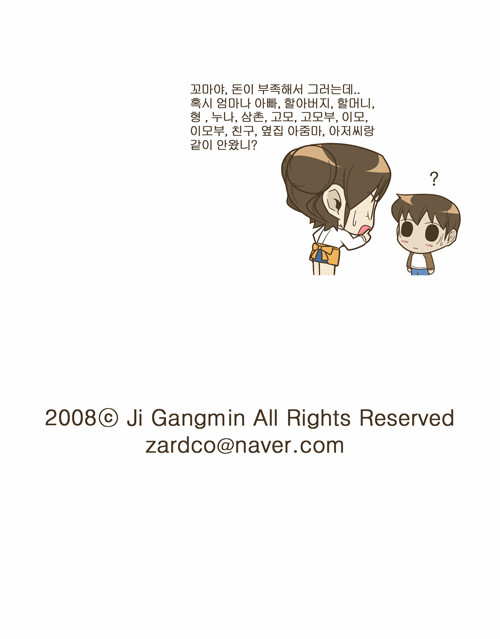 꼬마야, 돈이 부족해서 그러는데..
혹시 엄마나 아빠, 할아버지, 할머니,
형 , 누나, 삼촌, 고모, 고모부, 이모,
이모부, 친구, 옆집 아줌마, 아저씨랑
같이 안왔니?
?
2008ⓒ Ji Gangmin All Rights Reserved
zardco@naver.com